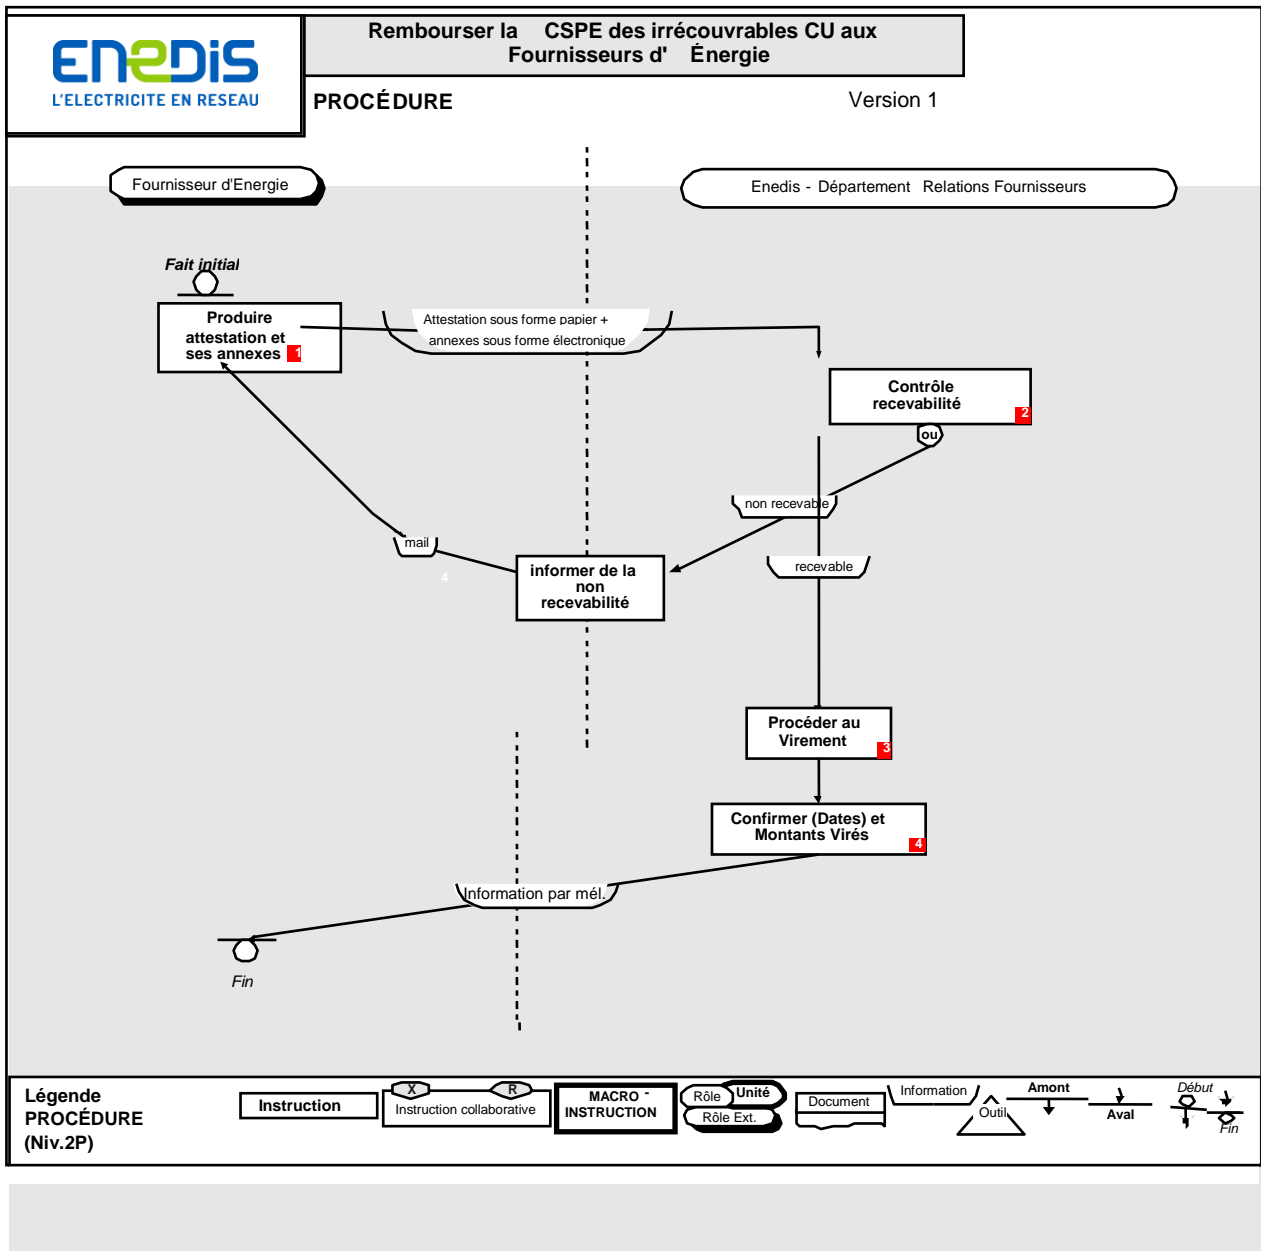 Rembourser la CSPE des irrécouvrables CU aux
Fournisseurs d' Énergie
enedis
L'ELECTRICITE EN RESEAU
PROCÉDURE
Version 1
Fournisseur d'Energie
Enedis - Département Relations Fournisseurs
Fait initial
Produire
attestation et
ses annexes 1
Attestation sous forme papier +
annexes sous forme électronique
Contrôle
recevabilité
2
ou
non recevable
mail
4
informer de la
non
recevabilité
recevable
Procéder au
Virement
3
Confirmer (Dates) et
Montants Virés
4
Information par mél.
Fin
Légende
PROCÉDURE
(Niv.2P)
Instruction
X
R
Instruction collaborative
MACRO -
INSTRUCTION
Rôle
Unité
Rôle Ext.
Document
Information
Outil
Amont
Aval
Début
Fin